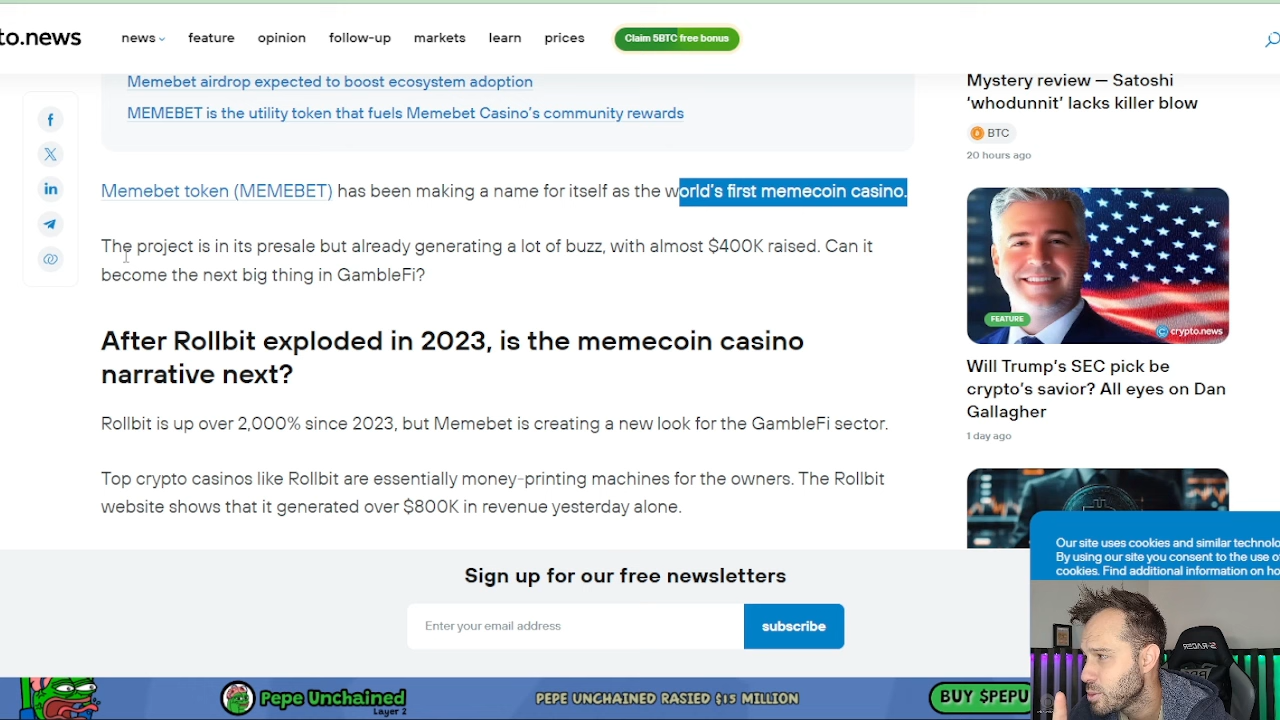 to.news
news
feature
opinion
follow-up
markets
learn
prices
Claim 5BTC free bonus
Memebet airdrop expected to boost ecosystem adoption
MEMEBET is the utility token that fuels Memebet Casino's community rewards
Memebet token (MEMEBET) has been making a name for itself as the world's first memecoin casino.
The project is in its presale but already generating a lot of buzz, with almost $400K raised. Can it
become the next big thing in GambleFi?
After Rollbit exploded in 2023, is the memecoin casino
narrative next?
Rollbit is up over 2,000% since 2023, but Memebet is creating a new look for the GambleFi sector.
Top crypto casinos like Rollbit are essentially money-printing machines for the owners. The Rollbit
website shows that it generated over $800K in revenue yesterday alone.
Mystery review — Satoshi
'whodunnit' lacks killer blow
BTC
20 hours ago
FEATURE
crypto.news
Will Trump's SEC pick be
crypto's savior? All eyes on Dan
Gallagher
1 day ago
Our site uses cookies and similar technolo
By using our site you consent to the use of
cookies. Find additional information on ho
Sign up for our free newsletters
Enter your email address
subscribe
Pepe Unchained
Layer 2
PEPE UNCHAINED RASIED $15 MILLION
BUY $PEPU
S-RACER